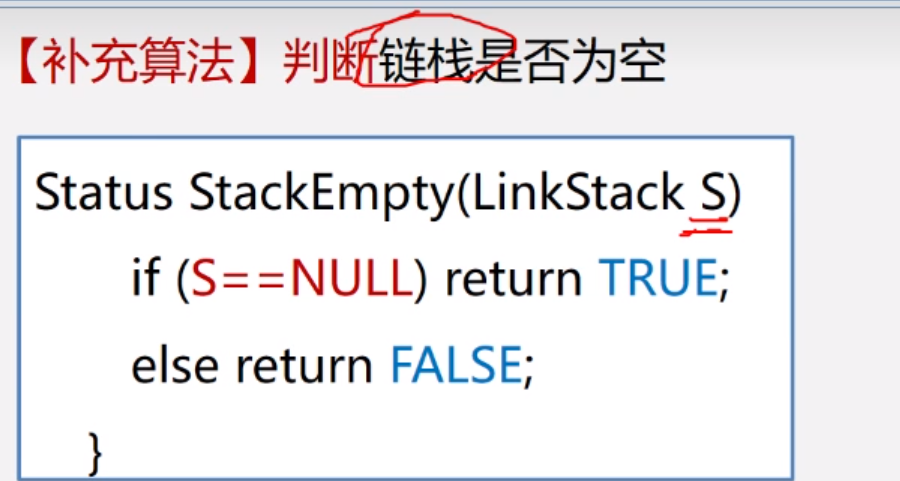 【补充算法】判断链栈是否为空
Status StackEmpty(LinkStack S)
if (S==NULL) return TRUE;
else return FALSE;
}